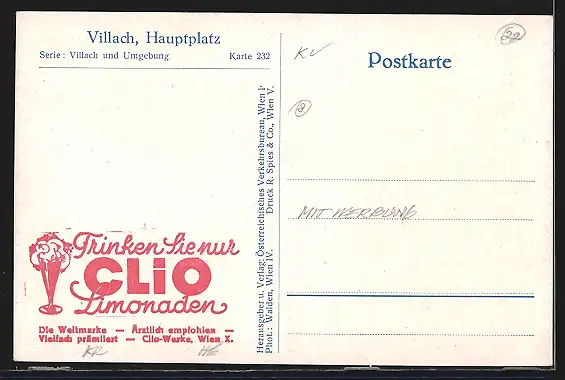 Villach, Hauptplatz
Serie: Villach und Umgebung Karte 232
Trinken Sie nur
CLiO
Limonaden
Die Weltmarke — Ärztlich empfohlen —
Vielfach prämiiert — Clio-Werke, Wien X.
KR
Herausgeber u. Verlag: Österreichisches Verkehrsbureau, Wien I.
Phot.: Walden, Wien IV. Druck R. Spies & Co., Wien V.
KV
22
8
Postkarte
MIT WERBUNG